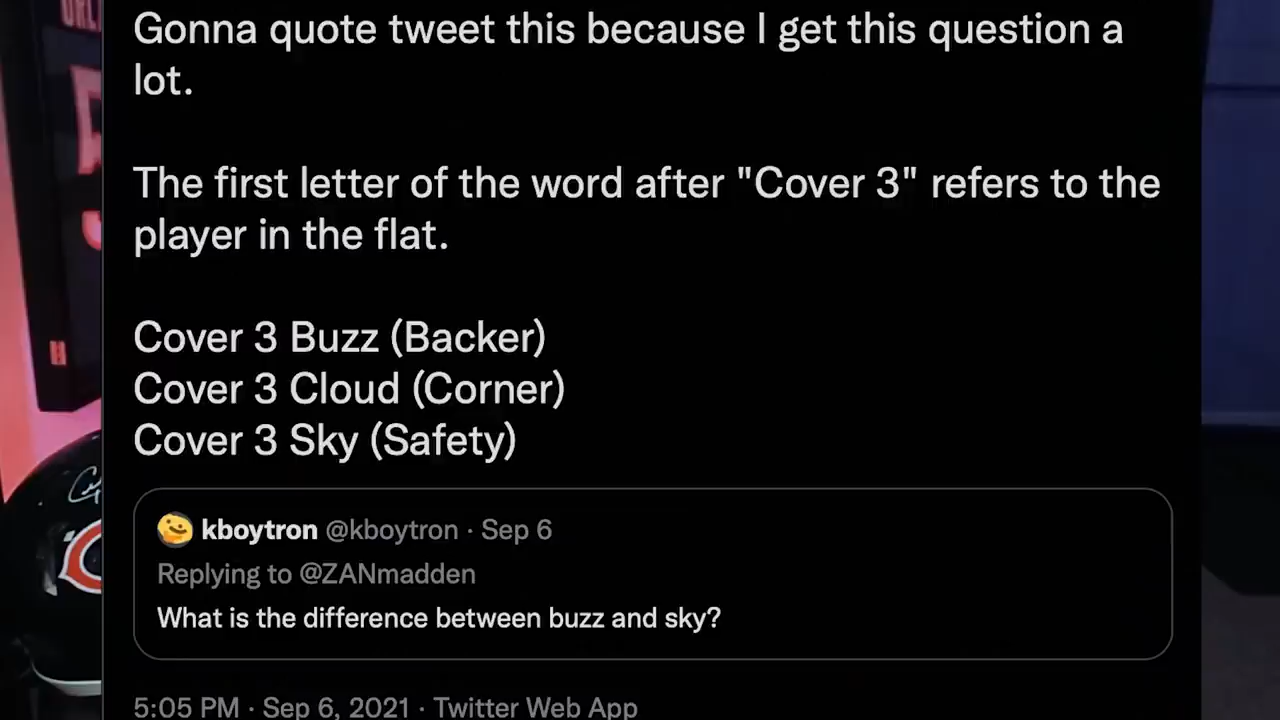 Gonna quote tweet this because I get this question a
lot.
The first letter of the word after "Cover 3" refers to the
player in the flat.
Cover 3 Buzz (Backer)
Cover 3 Cloud (Corner)
Cover 3 Sky (Safety)
kboytron @kboytron · Sep 6
Replying to @ZANmadden
What is the difference between buzz and sky?
5:05 PM · Sep 6, 2021 · Twitter Web App